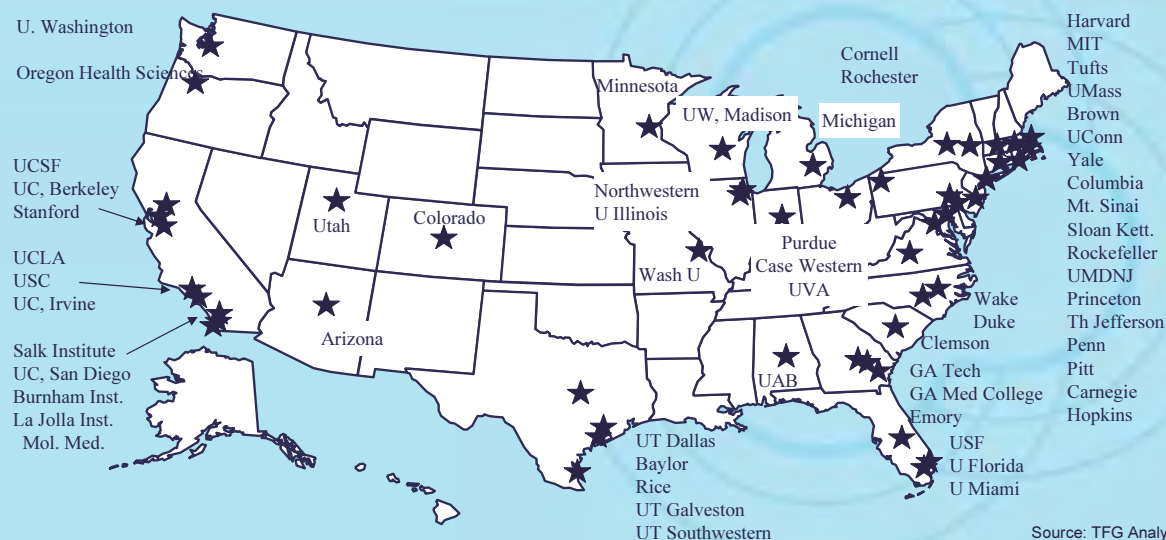 U. Washington
Oregon Health Sciences
UCSF
UC, Berkeley
Stanford
UCLA
USC
UC, Irvine
Salk Institute
UC, San Diego
Burnham Inst.
La Jolla Inst.
Mol. Med.
Utah
Colorado
Arizona
Minnesota
UW, Madison
Michigan
Northwestern
U Illinois
Wash U
Purdue
Case Western
UVA
UAB
UT Dallas
Baylor
Rice
UT Galveston
UT Southwestern
Cornell
Rochester
Wake
Duke
Clemson
GA Tech
GA Med College
Emory
USF
U Florida
U Miami
Harvard
MIT
Tufts
UMass
Brown
UConn
Yale
Columbia
Mt. Sinai
Sloan Kett.
Rockefeller
UMDNJ
Princeton
Th Jefferson
Penn
Pitt
Carnegie
Hopkins
Source: TFG Analy